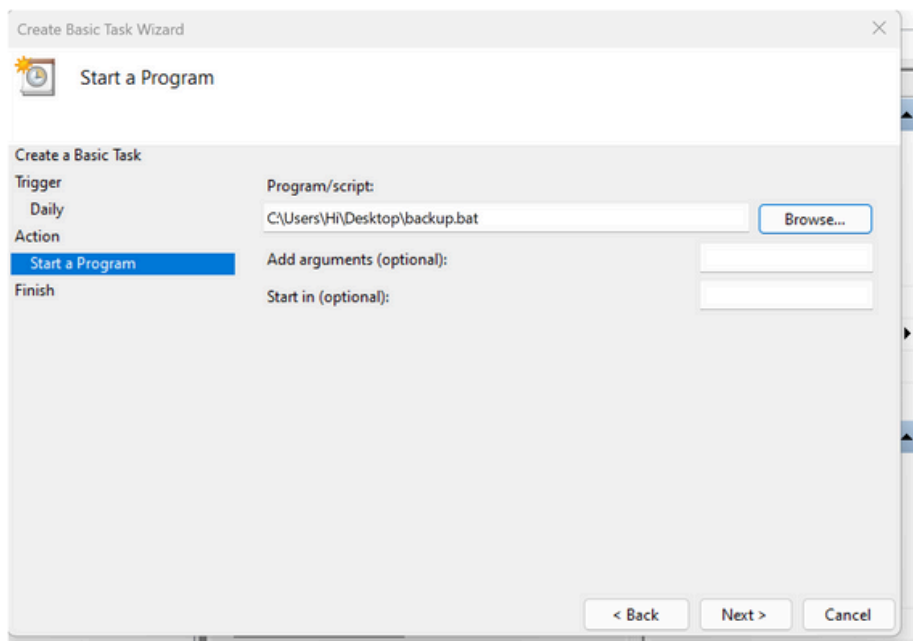 Create Basic Task Wizard
Start a Program
Create a Basic Task
Trigger
Daily
Action
Start a Program
Finish
Program/script:
C:\Users\Hi\Desktop\backup.bat
Browse...
Add arguments (optional):
Start in (optional):
< Back
Next >
Cancel